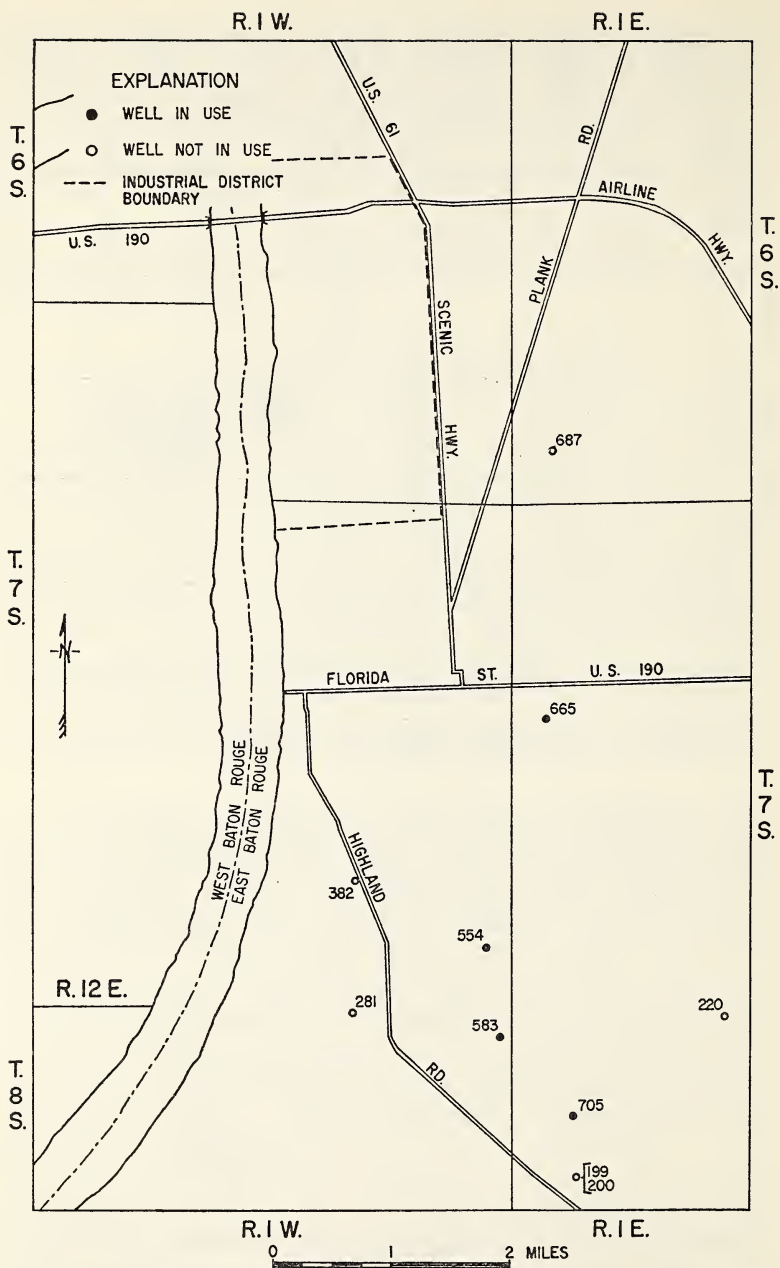 R. I W.
R. I E.
EXPLANATION
WELL IN USE
WELL NOT IN USE
INDUSTRIAL DISTRICT
BOUNDARY
T.
6
S.
U.S. 61
PLANK RD.
AIRLINE HWY.
T.
6
S.
U.S. 190
SCENIC HWY.
687
T.
7
S.
N
FLORIDA ST. U.S. 190
665
T.
7
S.
WEST BATON ROUGE
EAST BATON ROUGE
HIGHLAND RD.
382
554
R. 12 E.
281
583
220
T.
8
S.
705
199
200
R. I W.
R. I E.
0 1 2 MILES